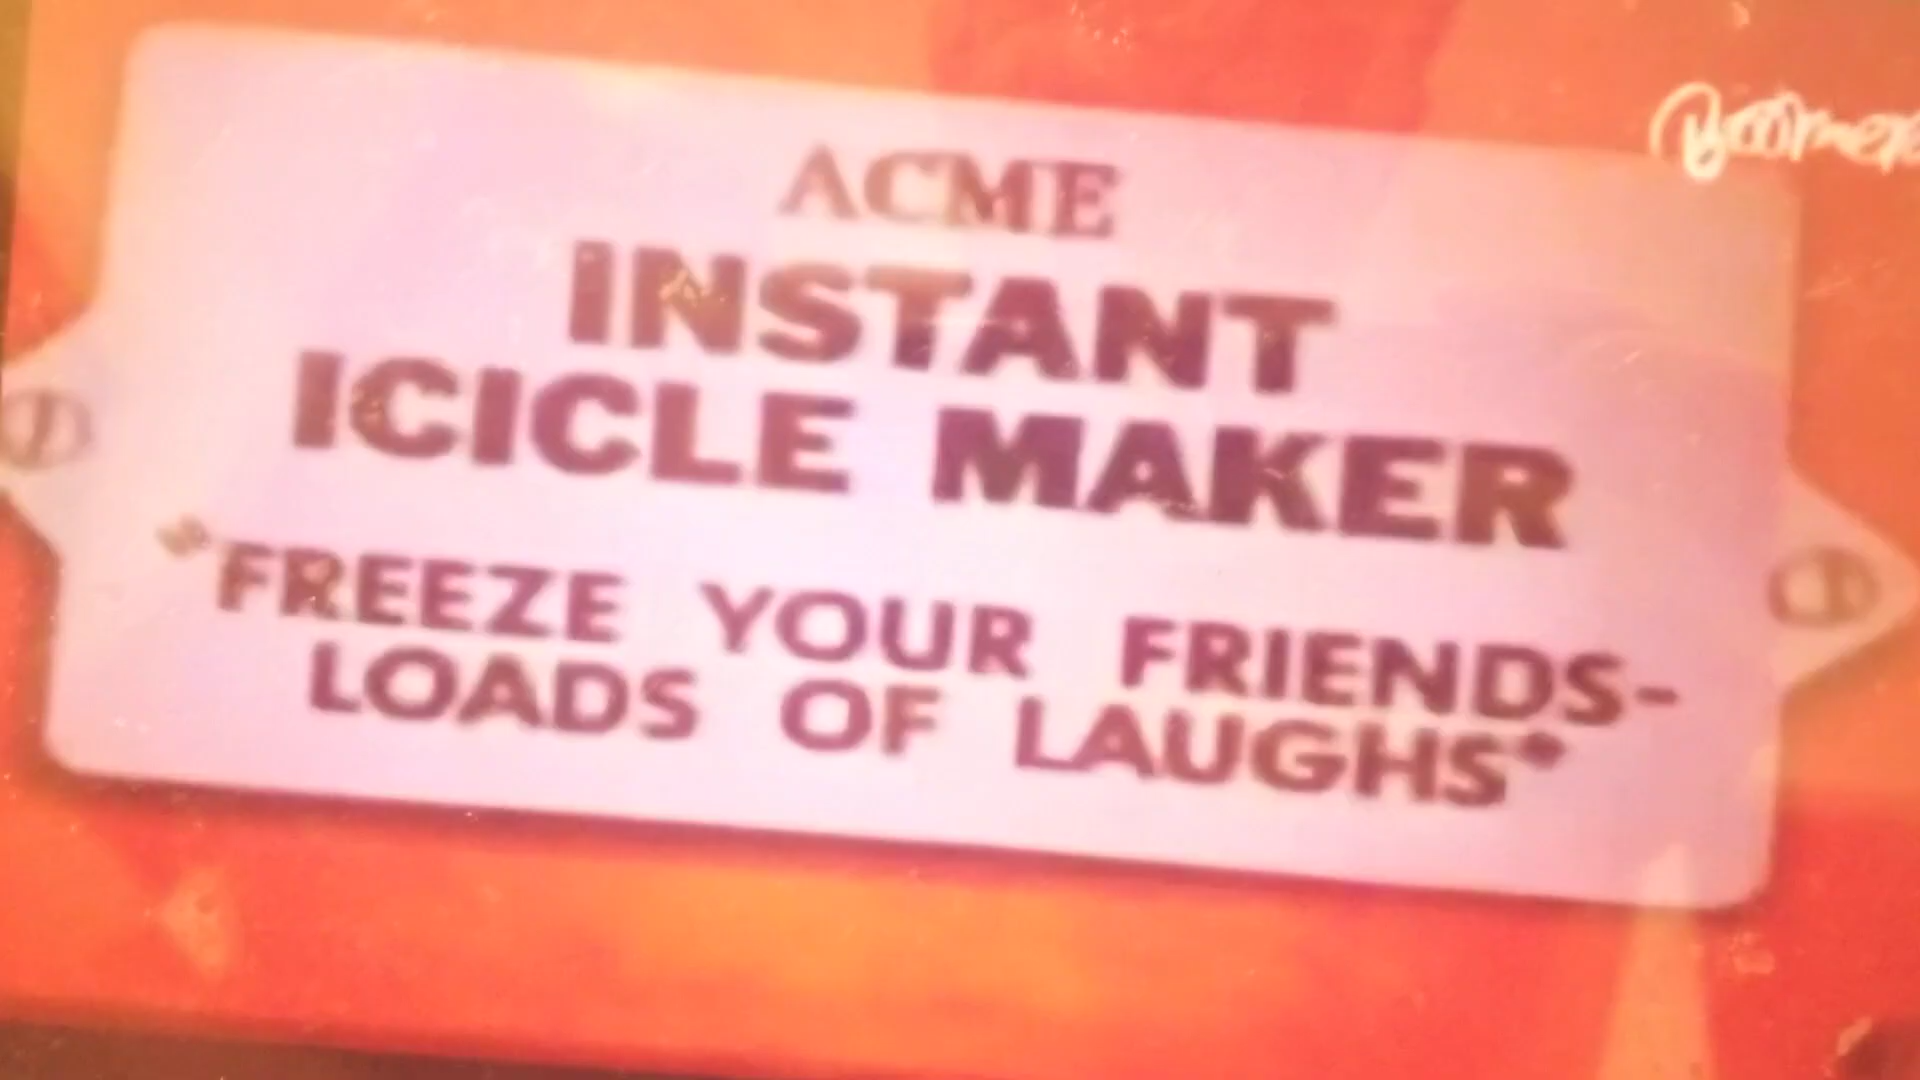 ACME
INSTANT
ICICLE MAKER
"FREEZE YOUR FRIENDS-
LOADS OF LAUGHS"